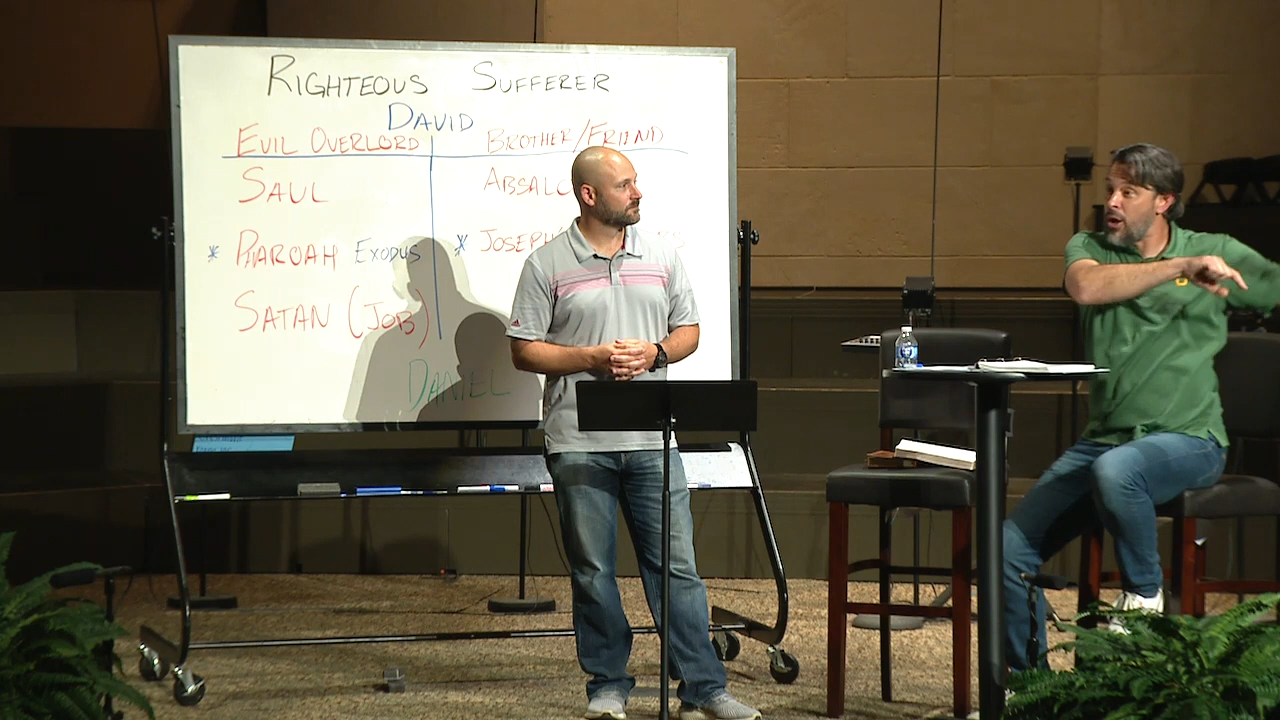 RIGHTEOUS SUFFERER
DAVID
EVIL OVERLORD BROTHER/FRIEND
SAUL ABSALO
* PHAROAH EXODUS * JOSEPH
SATAN (JOB)
DANIEL